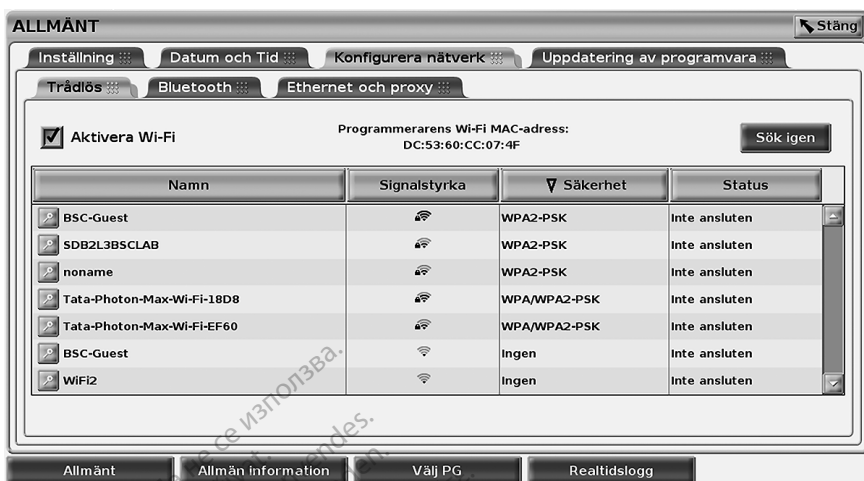 ALLMÄNT
Stäng
Inställning
Datum och Tid
Konfigurera nätverk
Uppdatering av programvara
Trådlös
Bluetooth
Ethernet och proxy
Aktivera Wi-Fi
Programmerarens Wi-Fi MAC-adress:
DC:53:60:CC:07:4F
Sök igen
Namn Signalstyrka Säkerhet Status
BSC-Guest WPA2-PSK Inte ansluten
SDB2L3BSCLAB WPA2-PSK Inte ansluten
noname WPA2-PSK Inte ansluten
Tata-Photon-Max-Wi-Fi-18D8 WPA/WPA2-PSK Inte ansluten
Tata-Photon-Max-Wi-Fi-EF60 WPA/WPA2-PSK Inte ansluten
BSC-Guest Ingen Inte ansluten
WiFi2 Ingen Inte ansluten
не се използва.
Allmänt
Allmän information
Välj PG
Realtidslogg